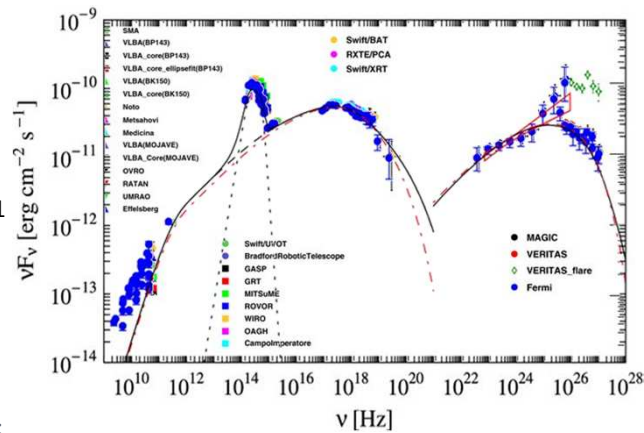 10⁻⁹
10⁻¹⁰
10⁻¹¹
10⁻¹²
10⁻¹³
10⁻¹⁴
νFν [erg cm⁻² s⁻¹]
SMA
VLBA(BP143)
VLBA_core(BP143)
VLBA_core_ellipsefit(BP143)
VLBA(BK150)
VLBA_core(BK150)
Noto
Metsahovi
Medicina
VLBA(MOJAVE)
VLBA_Core(MOJAVE)
OVRO
RATAN
UMRAO
Effelsberg
Swift/BAT
RXTE/PCA
Swift/XRT
Swift/UVOT
BradfordRoboticTelescope
GASP
GRT
MITSuME
ROVOR
WIRO
OAGH
CampoImperatore
MAGIC
VERITAS
VERITAS_flare
Fermi
10¹⁰ 10¹² 10¹⁴ 10¹⁶ 10¹⁸ 10²⁰ 10²² 10²⁴ 10²⁶ 10²⁸
ν [Hz]